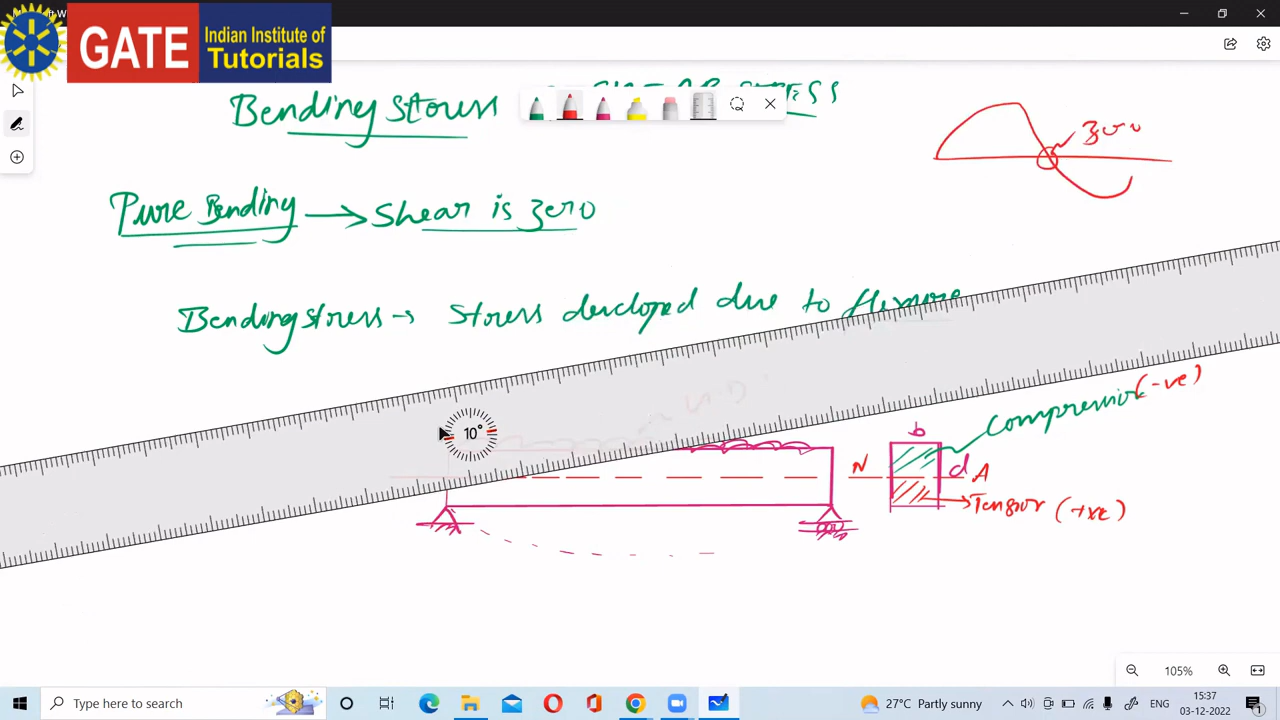 GATE
Indian Institute of
Tutorials
Bending Stress
STRESS
zero
Pure Bending → Shear is zero
Bending stress → Stress developed due to flexure
10°
Compression (-ve)
b
N
d A
Tension (+ve)
105%
Type here to search
27°C Partly sunny
15:37
03-12-2022
1